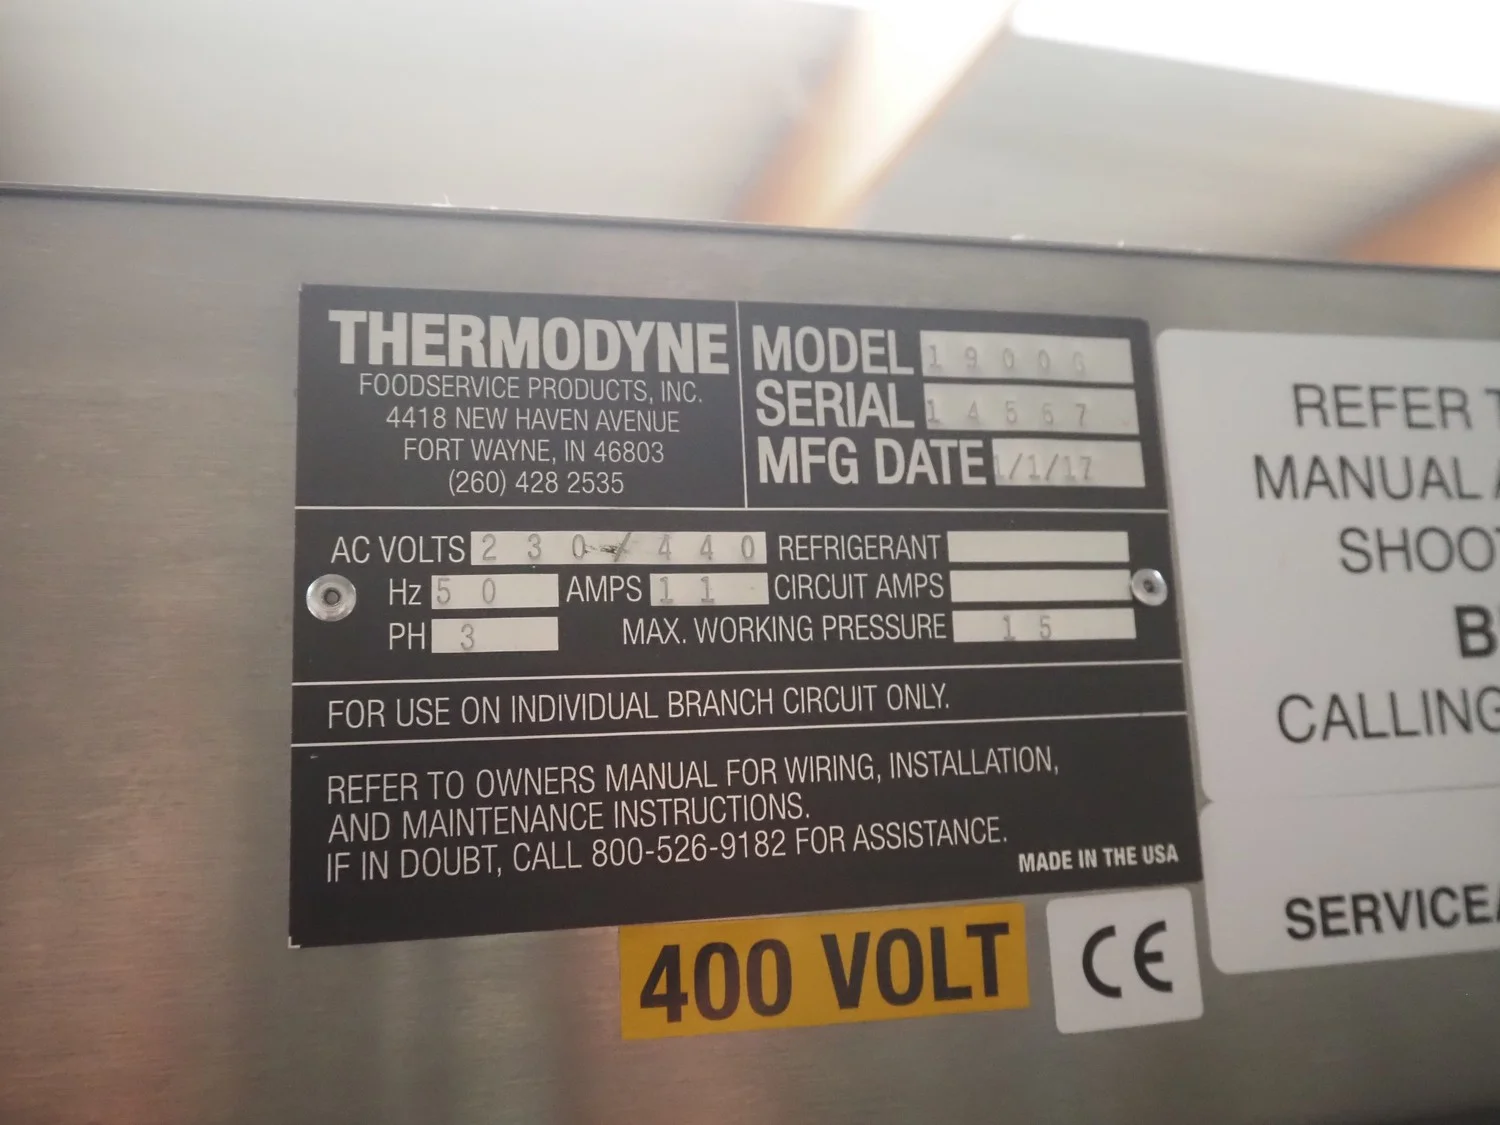 THERMODYNE
FOODSERVICE PRODUCTS, INC.
4418 NEW HAVEN AVENUE
FORT WAYNE, IN 46803
(260) 428 2535
MODEL
SERIAL 14567
MFG DATE 1/1/17
AC VOLTS 230/440 REFRIGERANT
Hz 50 AMPS 11 CIRCUIT AMPS
PH 3 MAX. WORKING PRESSURE 15
FOR USE ON INDIVIDUAL BRANCH CIRCUIT ONLY.
REFER TO OWNERS MANUAL FOR WIRING, INSTALLATION,
AND MAINTENANCE INSTRUCTIONS.
IF IN DOUBT, CALL 800-526-9182 FOR ASSISTANCE.
MADE IN THE USA
400 VOLT
CE
REFER
MANUAL
SHOO
CALLING
SERVICE